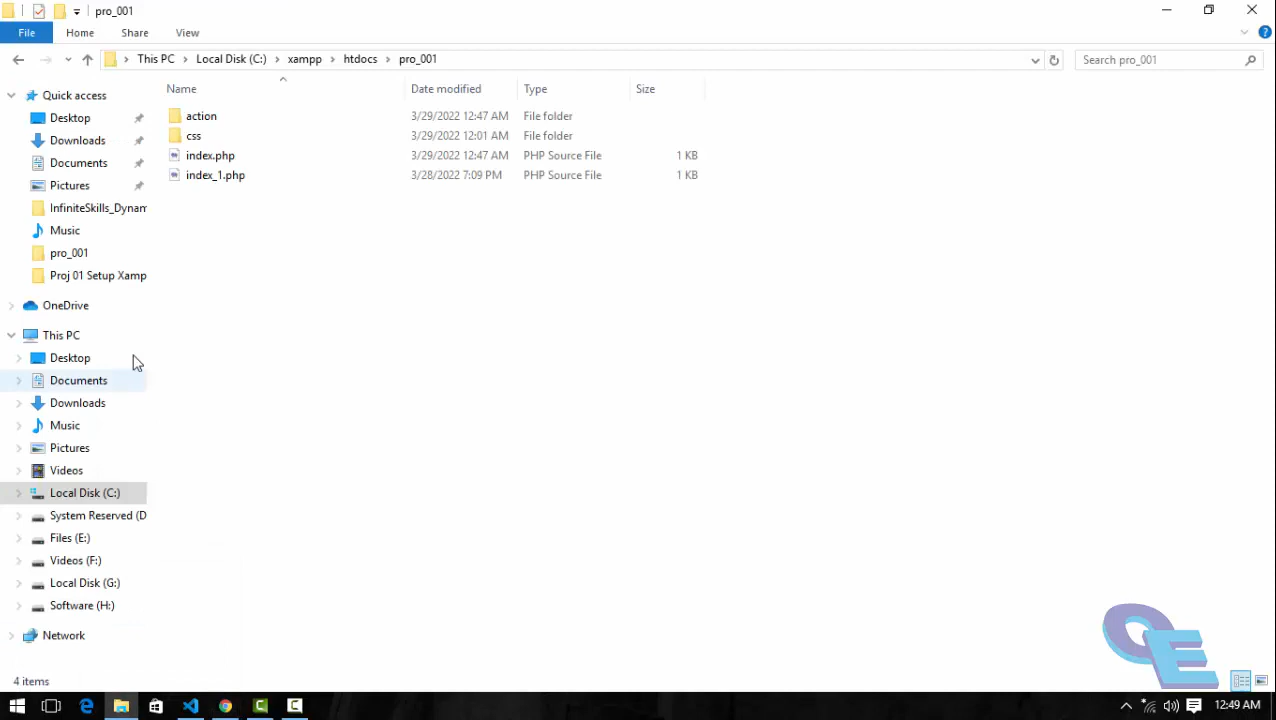 pro_001
File Home Share View
This PC Local Disk (C:) xampp htdocs pro_001 Search pro_001
Name Date modified Type Size
Quick access
Desktop
Downloads
Documents
Pictures
InfiniteSkills_Dynam
Music
pro_001
Proj 01 Setup Xamp
OneDrive
This PC
Desktop
Documents
Downloads
Music
Pictures
Videos
Local Disk (C:)
System Reserved (D
Files (E:)
Videos (F:)
Local Disk (G:)
Software (H:)
Network
action 3/29/2022 12:47 AM File folder
css 3/29/2022 12:01 AM File folder
index.php 3/29/2022 12:47 AM PHP Source File 1 KB
index_1.php 3/28/2022 7:09 PM PHP Source File 1 KB
OE
4 items
12:49 AM